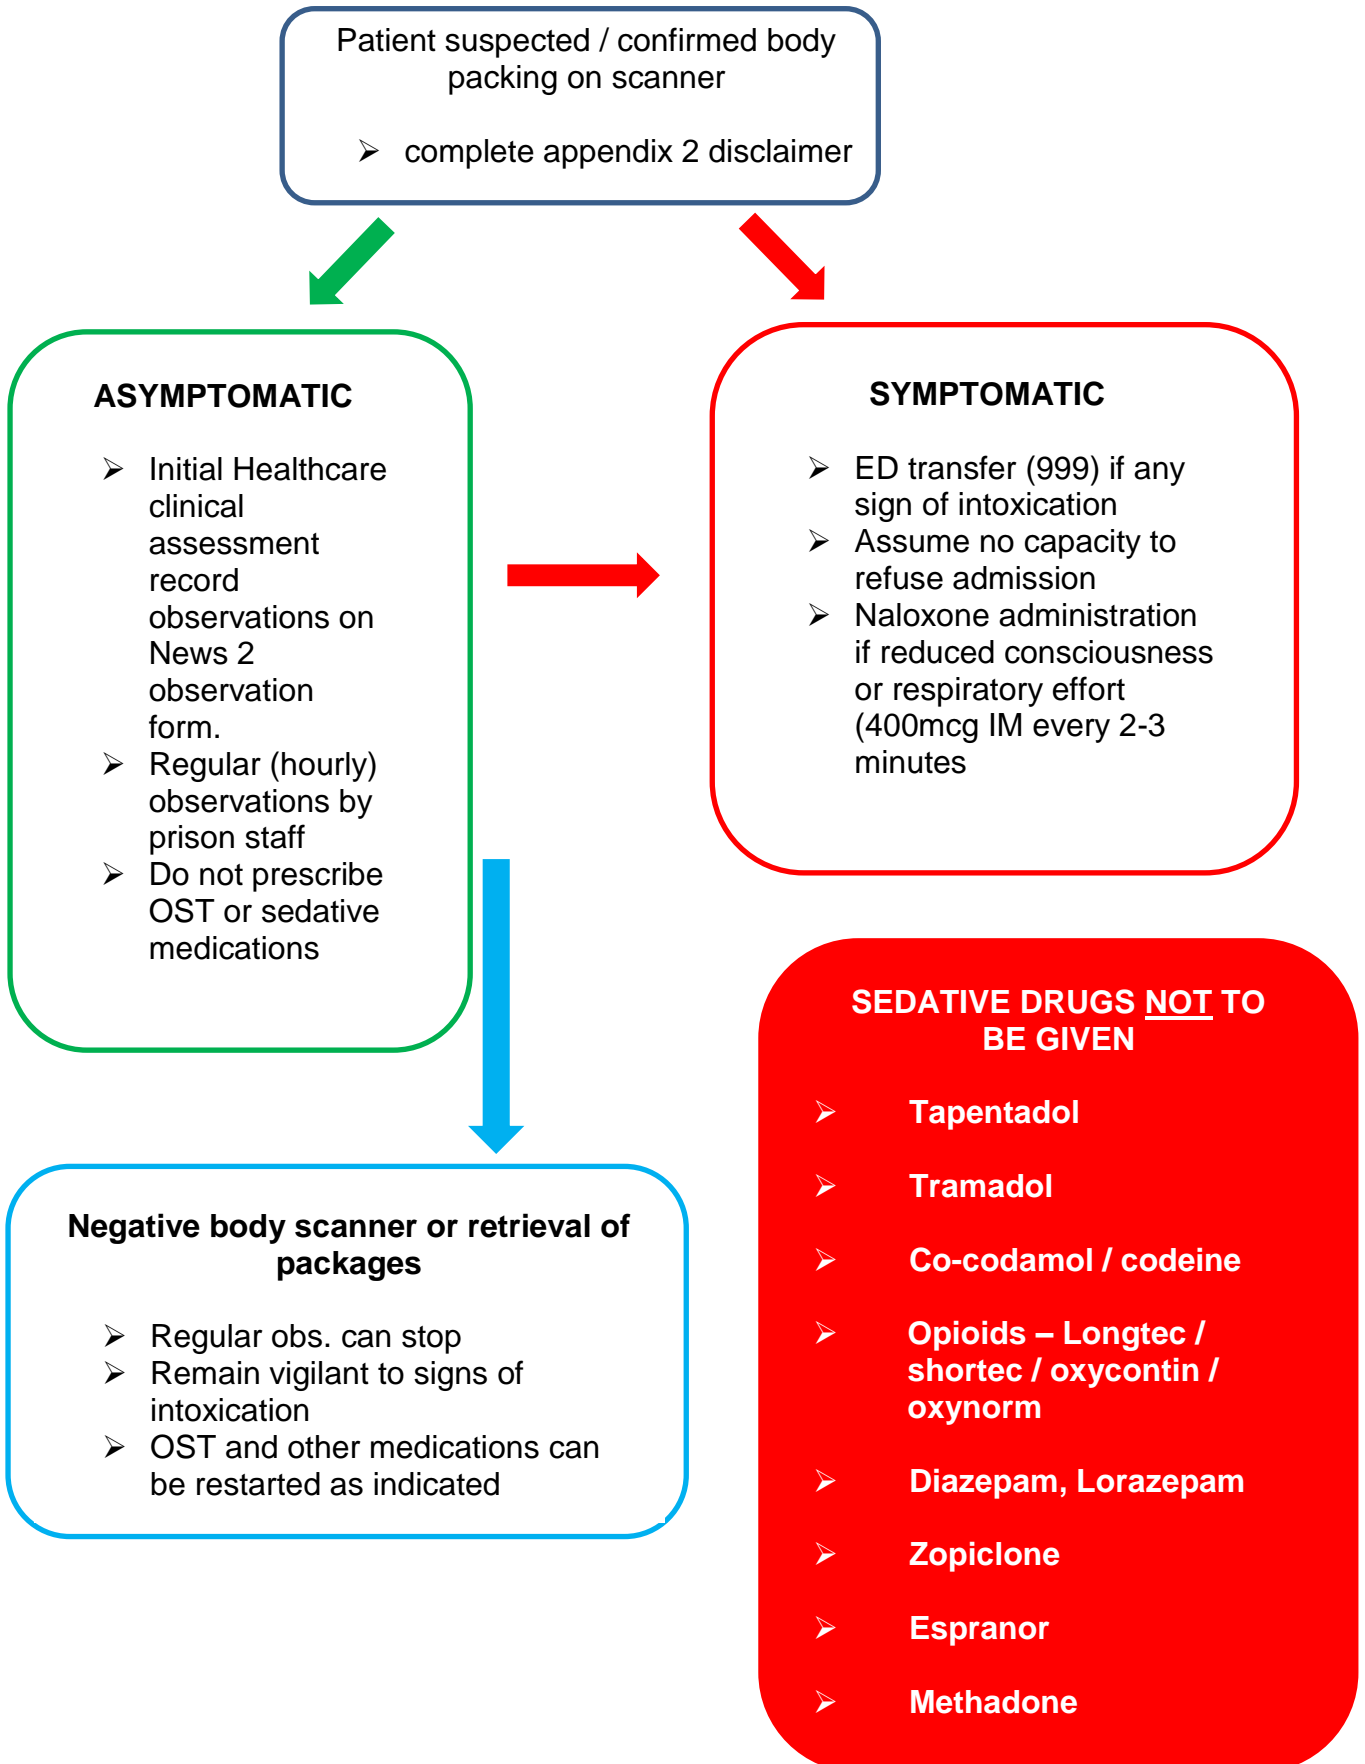 Patient suspected / confirmed body
packing on scanner
➢ complete appendix 2 disclaimer
ASYMPTOMATIC
➢ Initial Healthcare
clinical
assessment
record
observations on
News 2
observation
form.
➢ Regular (hourly)
observations by
prison staff
➢ Do not prescribe
OST or sedative
medications
SYMPTOMATIC
➢ ED transfer (999) if any
sign of intoxication
➢ Assume no capacity to
refuse admission
➢ Naloxone administration
if reduced consciousness
or respiratory effort
(400mcg IM every 2-3
minutes
Negative body scanner or retrieval of
packages
➢ Regular obs. can stop
➢ Remain vigilant to signs of
intoxication
➢ OST and other medications can
be restarted as indicated
SEDATIVE DRUGS NOT TO
BE GIVEN
➢ Tapentadol
➢ Tramadol
➢ Co-codamol / codeine
➢ Opioids – Longtec /
shortec / oxycontin /
oxynorm
➢ Diazepam, Lorazepam
➢ Zopiclone
➢ Espranor
➢ Methadone